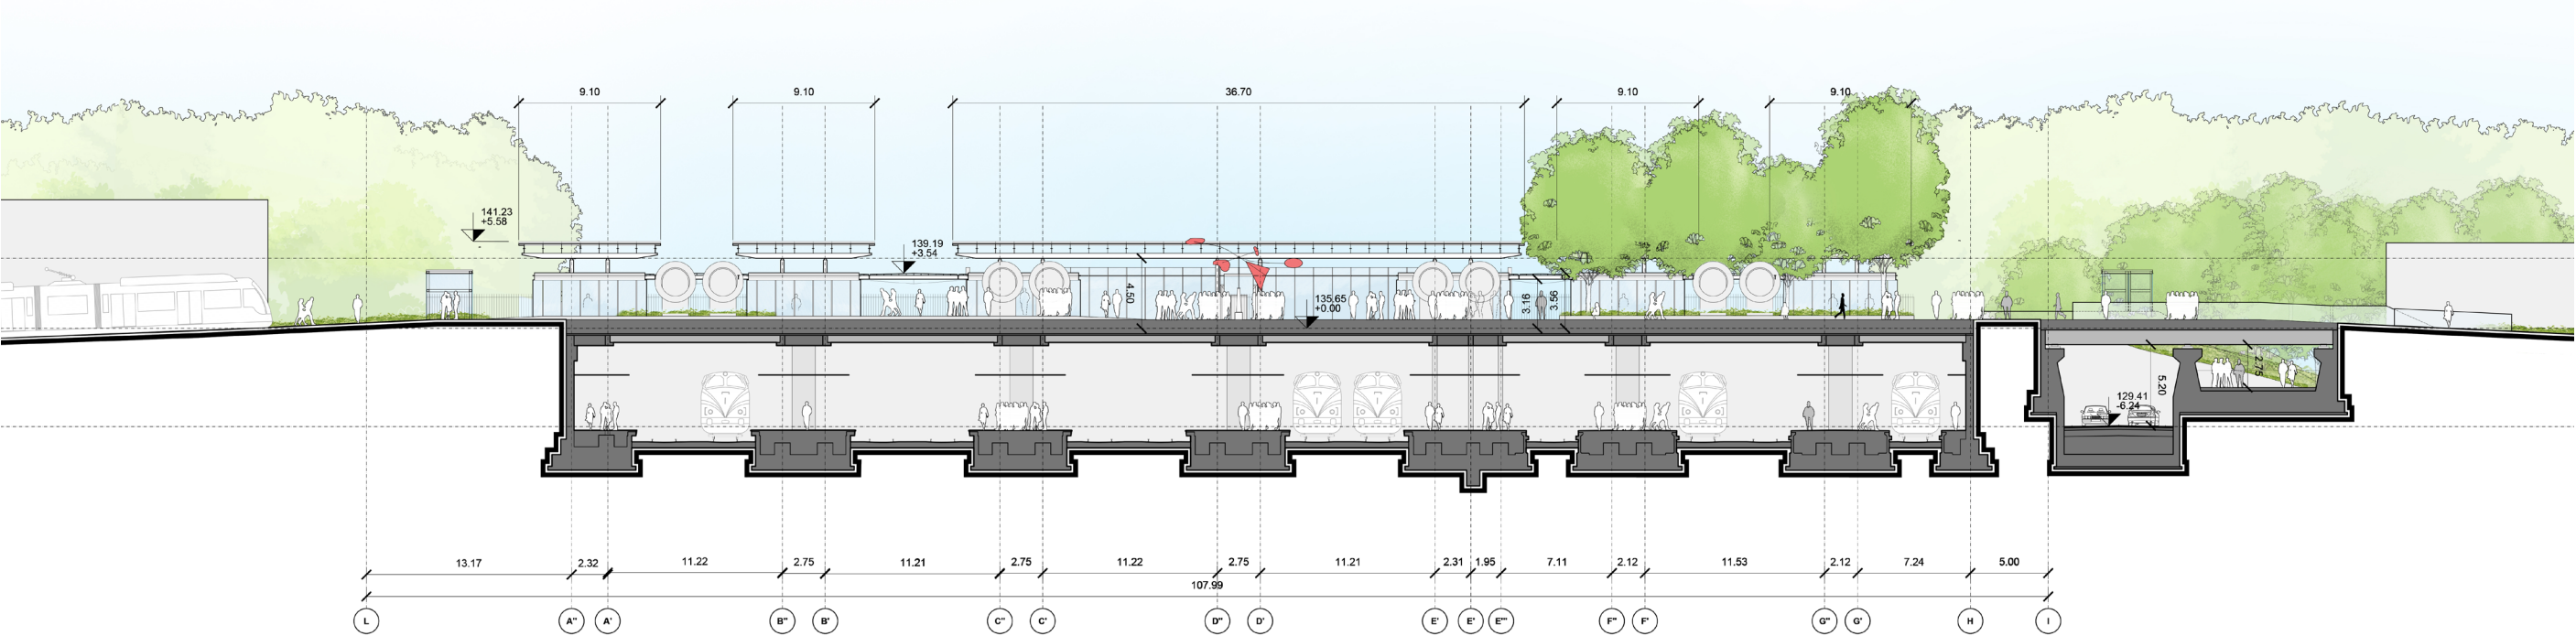 9.10
9.10
36.70
9.10
9.10
141.23
+5.58
139.19
+3.54
135.65
+0.00
4.50
3.16
3.56
2.75
5.20
129.41
-6.24
13.17
2.32
11.22
2.75
11.21
2.75
11.22
2.75
11.21
2.31
1.95
7.11
2.12
11.53
2.12
7.24
5.00
107.99
L
A"
A'
B"
B'
C"
C'
D"
D'
E'
E'
E'''
F"
F'
G"
G'
H
I